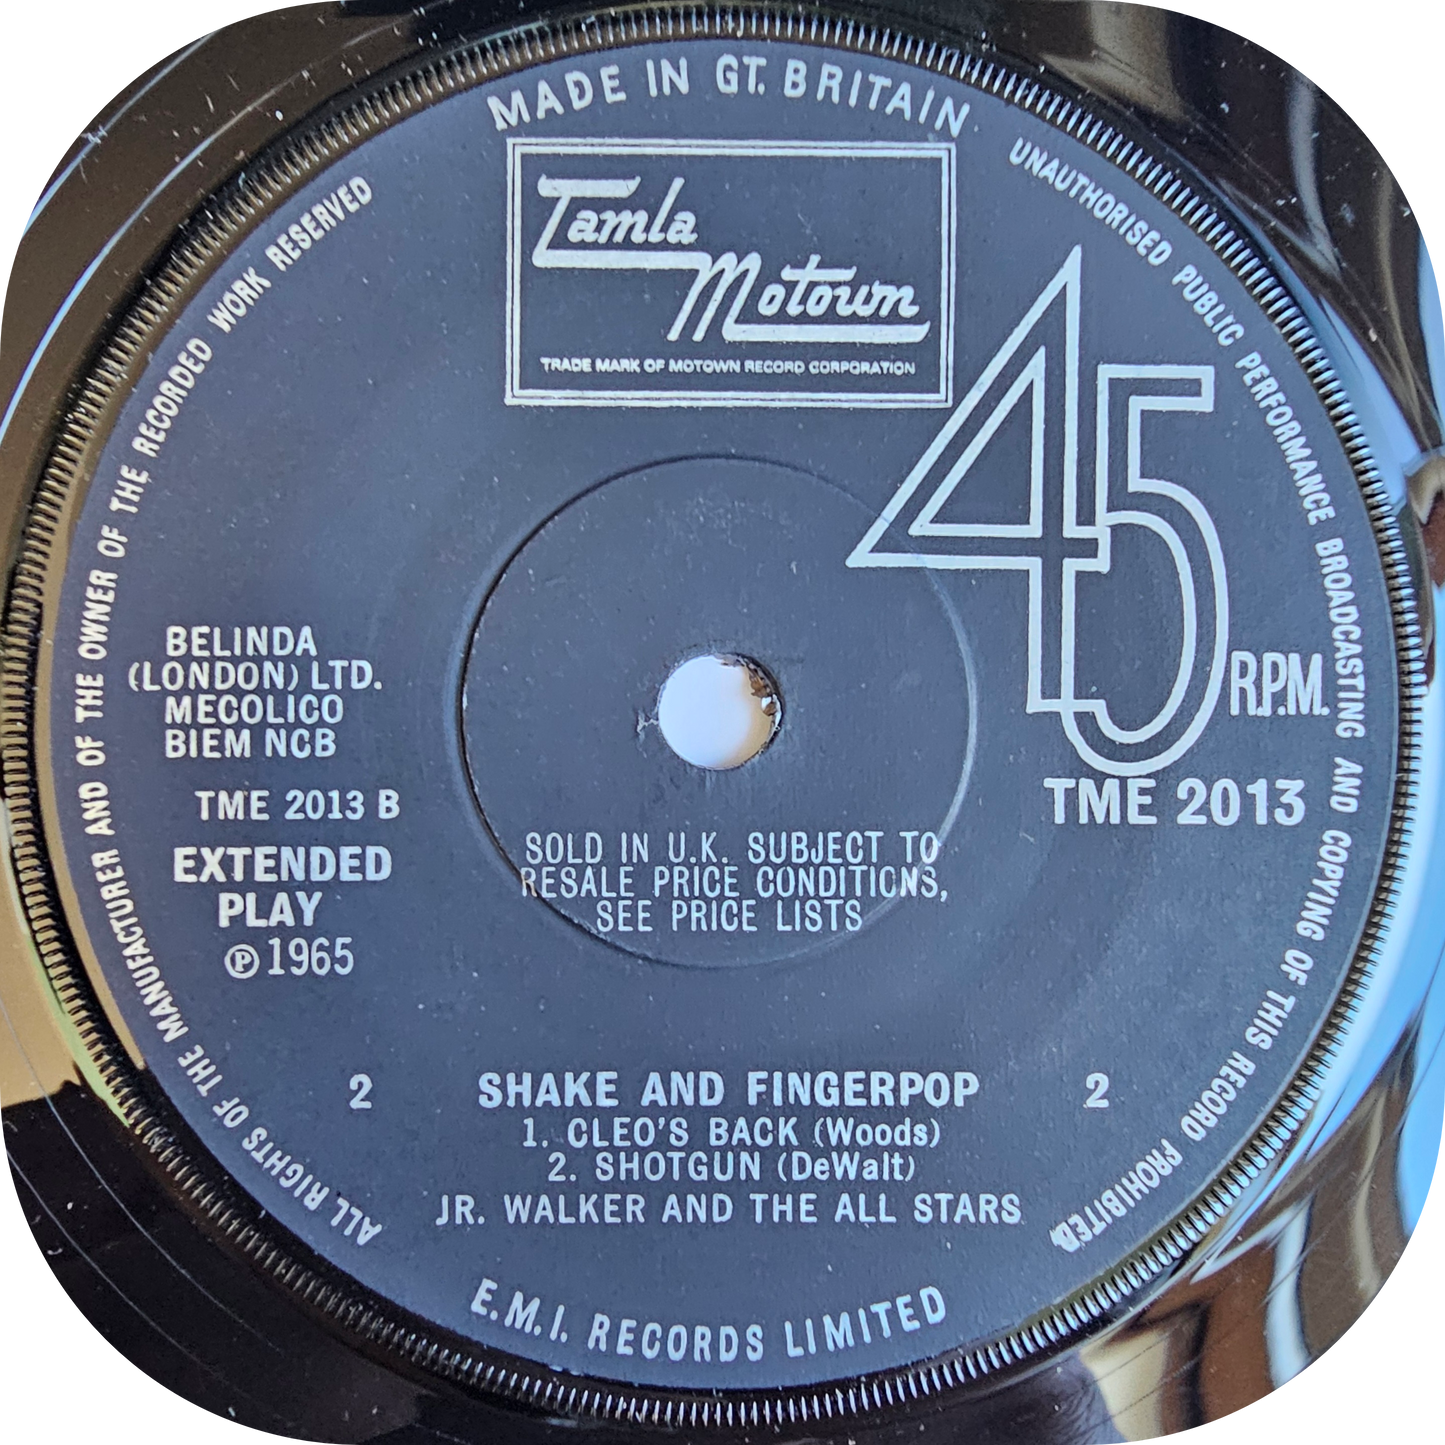 MADE IN GT. BRITAIN
UNAUTHORISED PUBLIC PERFORMANCE BROADCASTING AND COPYING OF THIS RECORD PROHIBITED.
ALL RIGHTS OF THE MANUFACTURER AND OF THE OWNER OF THE RECORDED WORK RESERVED
Tamla
Motown
TRADE MARK OF MOTOWN RECORD CORPORATION
45
R.P.M.
BELINDA
(LONDON) LTD.
MECOLICO
BIEM NCB
TME 2013 B
EXTENDED
PLAY
℗ 1965
TME 2013
SOLD IN U.K. SUBJECT TO
RESALE PRICE CONDITIONS,
SEE PRICE LISTS
2 SHAKE AND FINGERPOP 2
1. CLEO'S BACK (Woods)
2. SHOTGUN (DeWalt)
JR. WALKER AND THE ALL STARS
E.M.I. RECORDS LIMITED